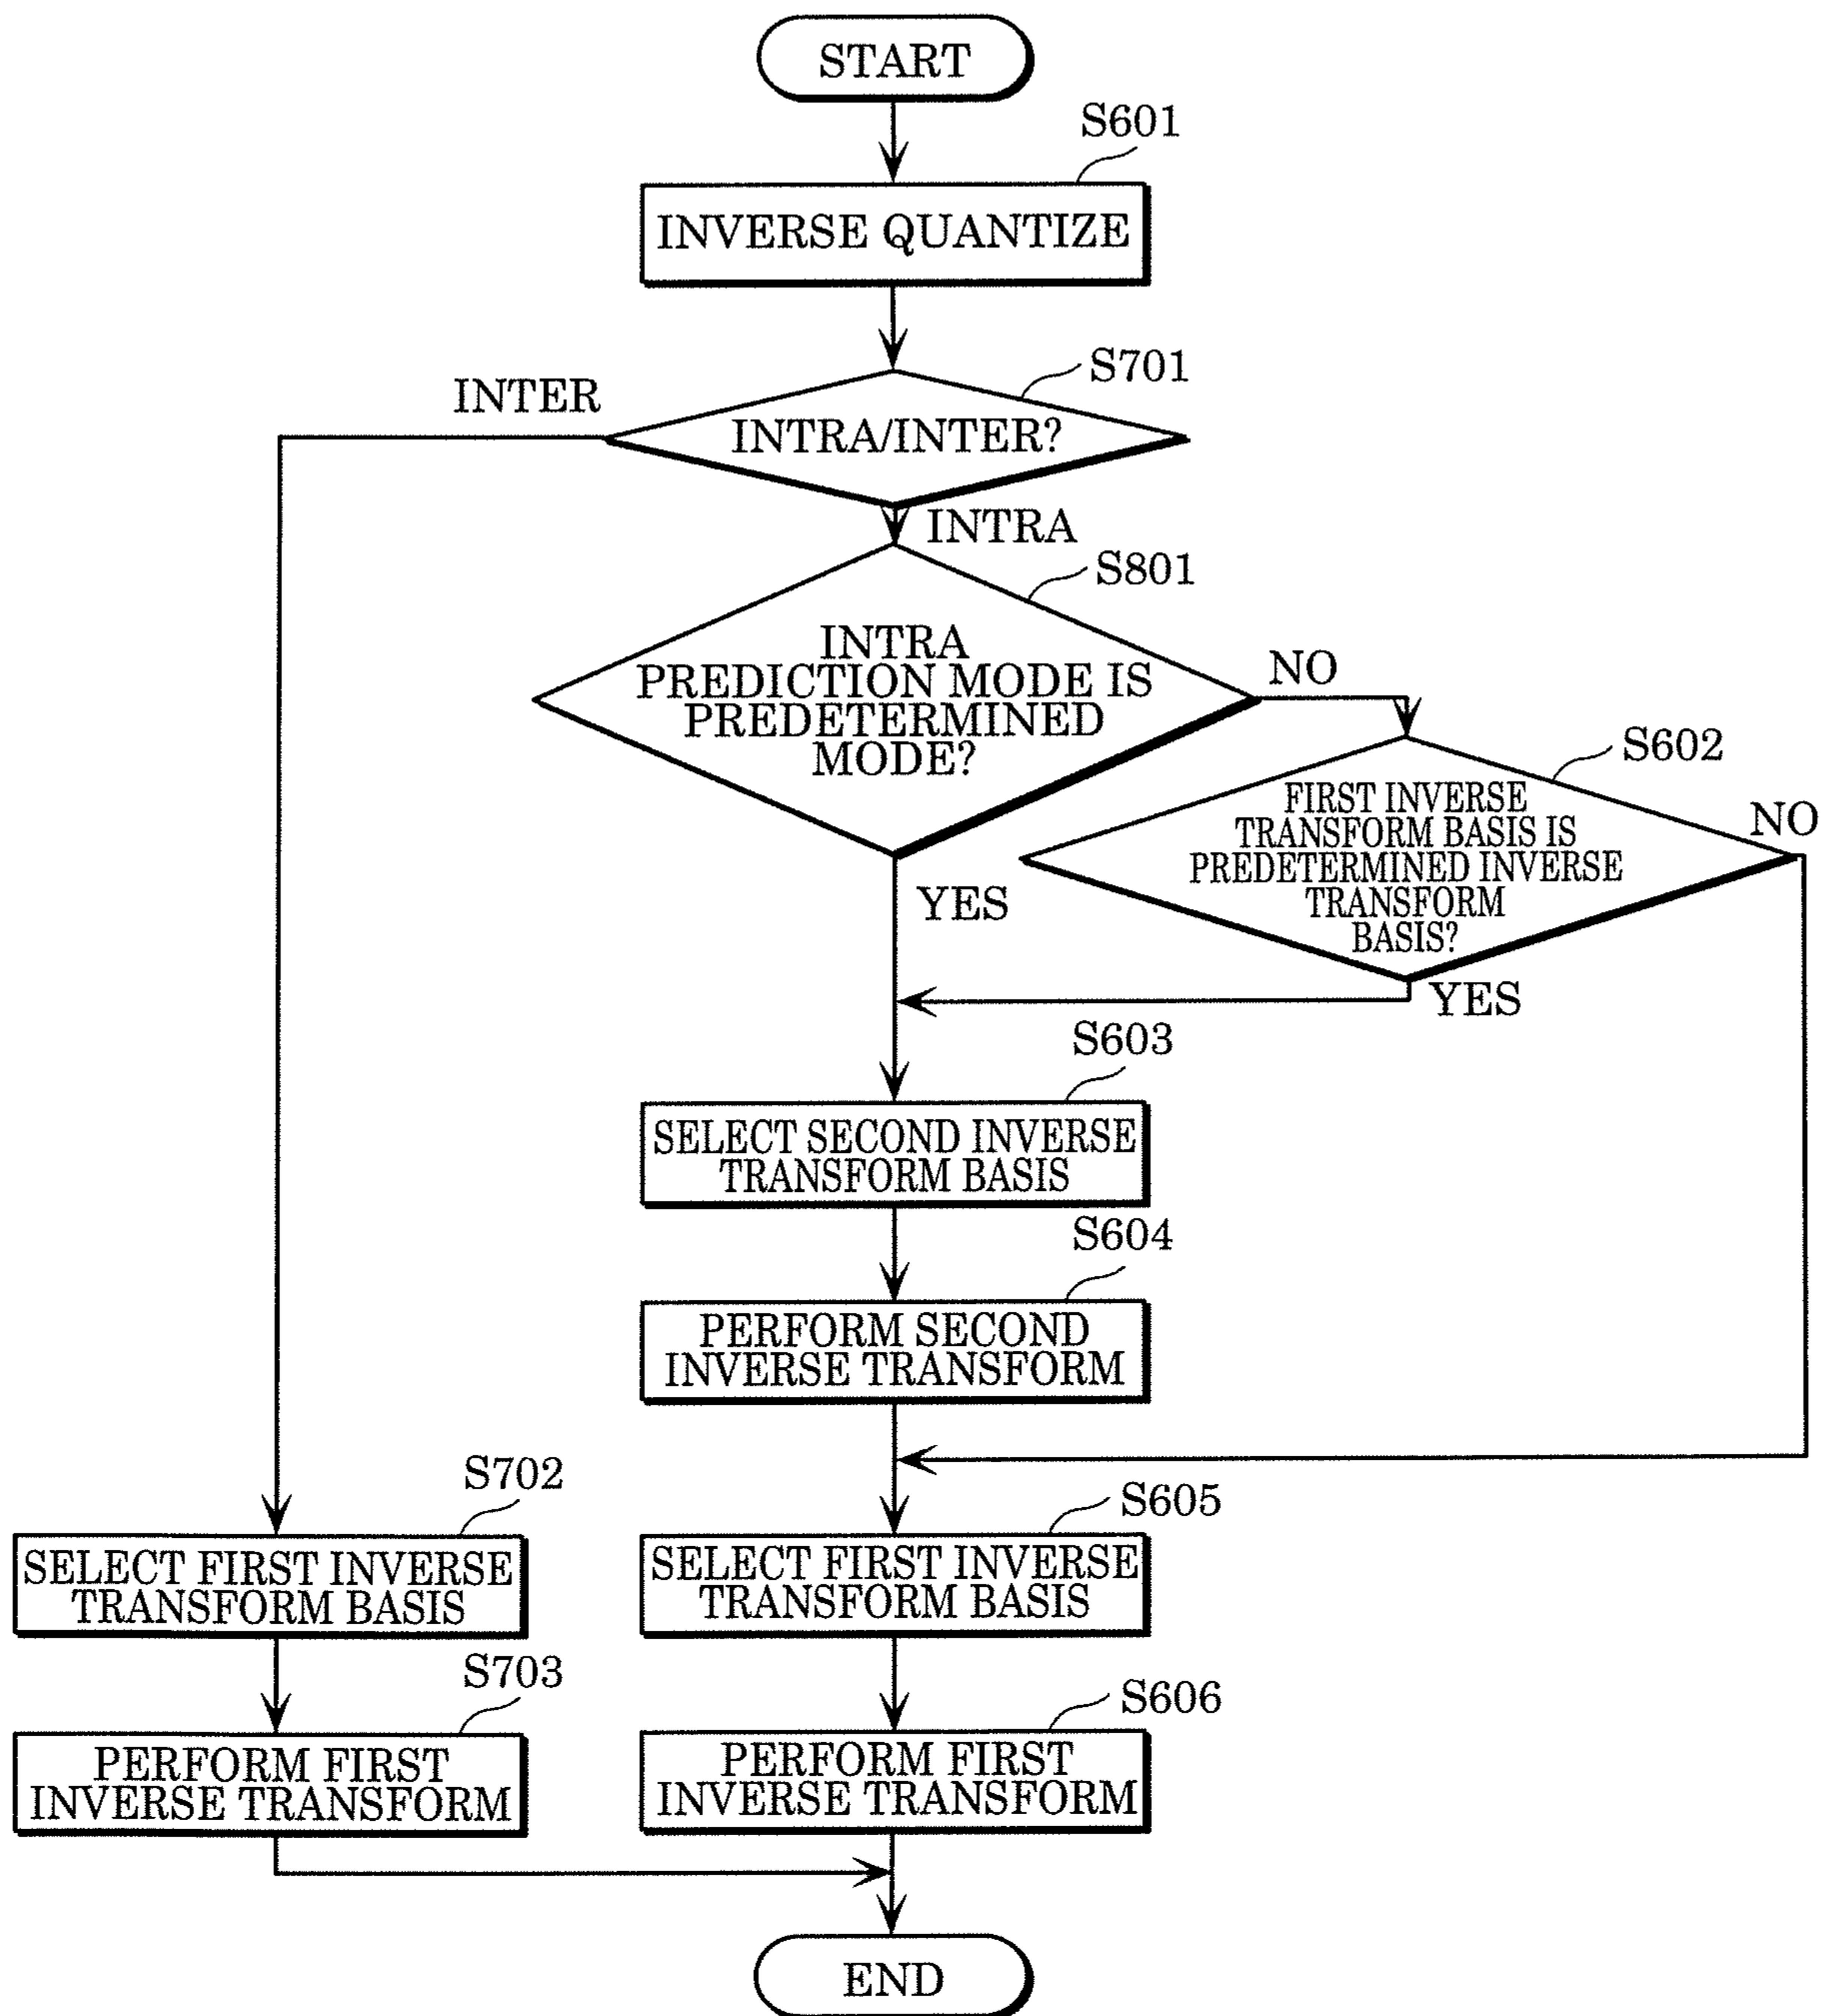 START
S601
INVERSE QUANTIZE
S701
INTER
INTRA/INTER?
INTRA
S801
INTRA
PREDICTION MODE IS
PREDETERMINED
MODE?
NO
S602
FIRST INVERSE
TRANSFORM BASIS IS
PREDETERMINED INVERSE
TRANSFORM
BASIS?
NO
YES
YES
S603
SELECT SECOND INVERSE
TRANSFORM BASIS
S604
PERFORM SECOND
INVERSE TRANSFORM
S702
SELECT FIRST INVERSE
TRANSFORM BASIS
S605
SELECT FIRST INVERSE
TRANSFORM BASIS
S703
PERFORM FIRST
INVERSE TRANSFORM
S606
PERFORM FIRST
INVERSE TRANSFORM
END